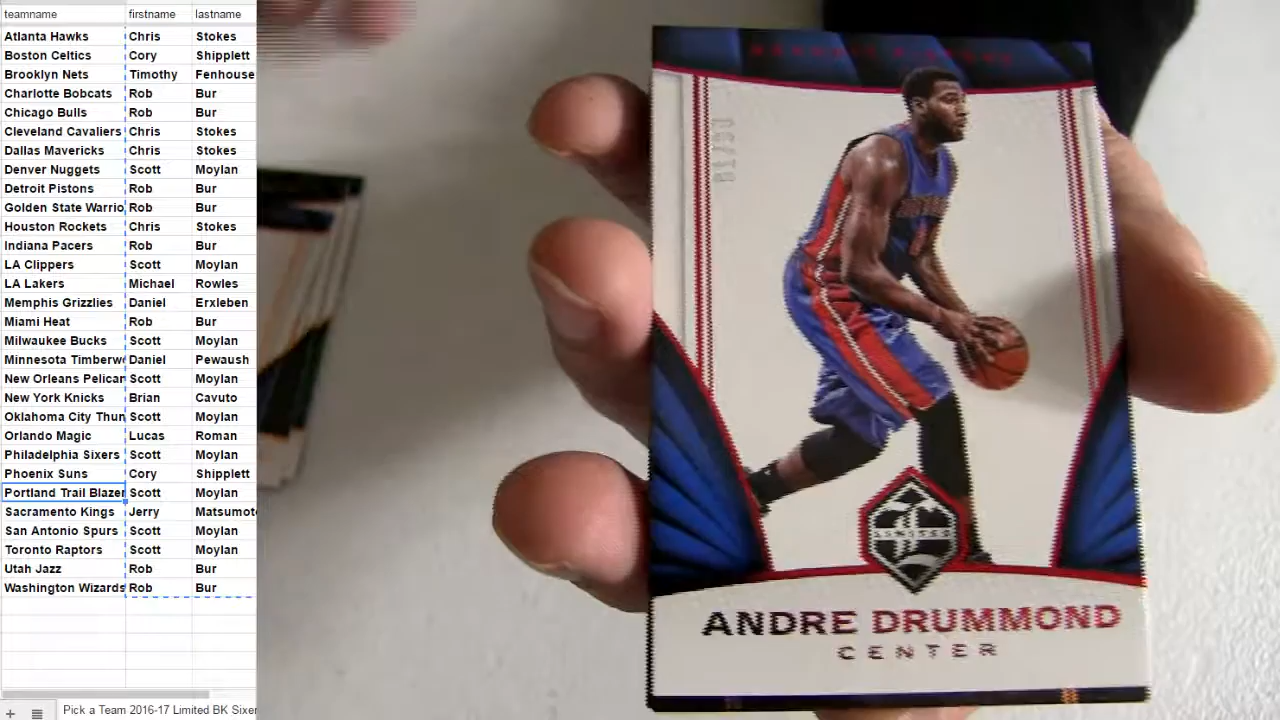 teamname firstname lastname
Atlanta Hawks Chris Stokes
Boston Celtics Cory Shipplett
Brooklyn Nets Timothy Fenhouse
Charlotte Bobcats Rob Bur
Chicago Bulls Rob Bur
Cleveland Cavaliers Chris Stokes
Dallas Mavericks Chris Stokes
Denver Nuggets Scott Moylan
Detroit Pistons Rob Bur
Golden State Warrio Rob Bur
Houston Rockets Chris Stokes
Indiana Pacers Rob Bur
LA Clippers Scott Moylan
LA Lakers Michael Rowles
Memphis Grizzlies Daniel Erxleben
Miami Heat Rob Bur
Milwaukee Bucks Scott Moylan
Minnesota Timberw Daniel Pewaush
New Orleans Pelican Scott Moylan
New York Knicks Brian Cavuto
Oklahoma City Thun Scott Moylan
Orlando Magic Lucas Roman
Philadelphia Sixers Scott Moylan
Phoenix Suns Cory Shipplett
Portland Trail Blazer Scott Moylan
Sacramento Kings Jerry Matsumot
San Antonio Spurs Scott Moylan
Toronto Raptors Scott Moylan
Utah Jazz Rob Bur
Washington Wizards Rob Bur
Pick a Team 2016-17 Limited BK Sixer
DETROIT PISTONS
LIMITED
ANDRE DRUMMOND
CENTER